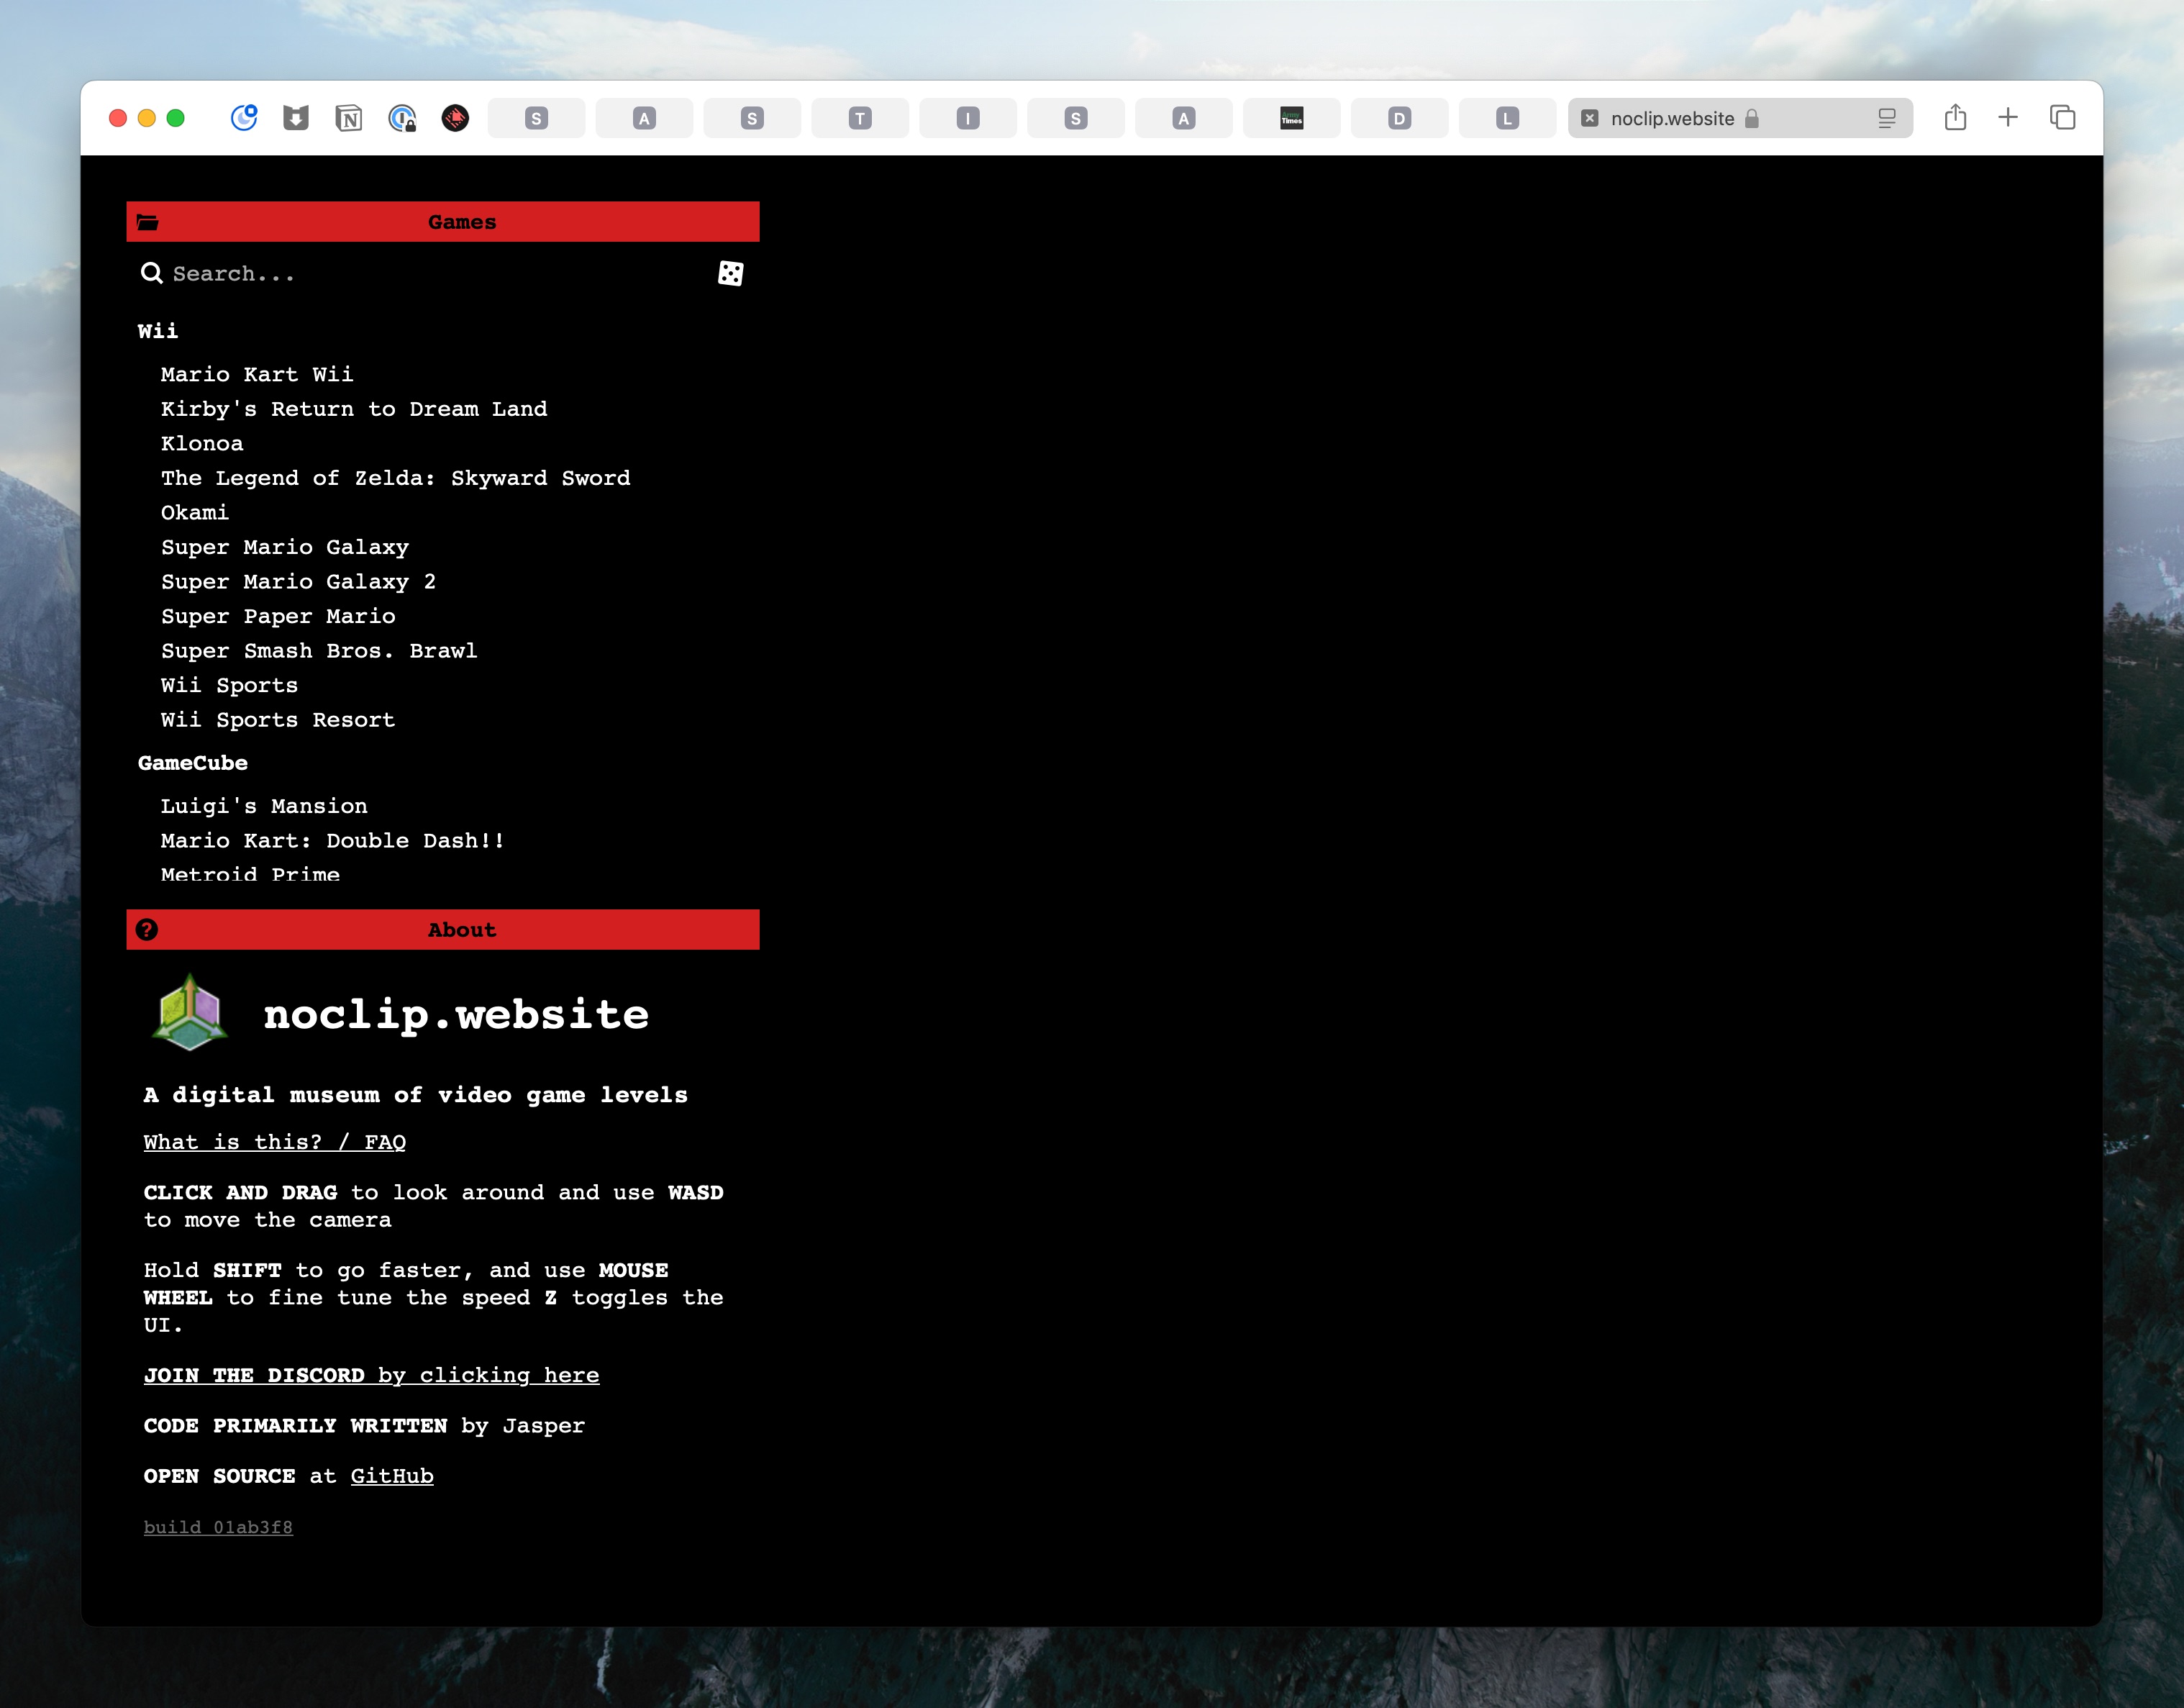 S
A
S
T
I
S
A
Times
D
L
noclip.website
Games
Search...
Wii
Mario Kart Wii
Kirby's Return to Dream Land
Klonoa
The Legend of Zelda: Skyward Sword
Okami
Super Mario Galaxy
Super Mario Galaxy 2
Super Paper Mario
Super Smash Bros. Brawl
Wii Sports
Wii Sports Resort
GameCube
Luigi's Mansion
Mario Kart: Double Dash!!
Metroid Prime
About
noclip.website
A digital museum of video game levels
What is this? / FAQ
CLICK AND DRAG to look around and use WASD
to move the camera
Hold SHIFT to go faster, and use MOUSE
WHEEL to fine tune the speed Z toggles the
UI.
JOIN THE DISCORD by clicking here
CODE PRIMARILY WRITTEN by Jasper
OPEN SOURCE at GitHub
build 01ab3f8